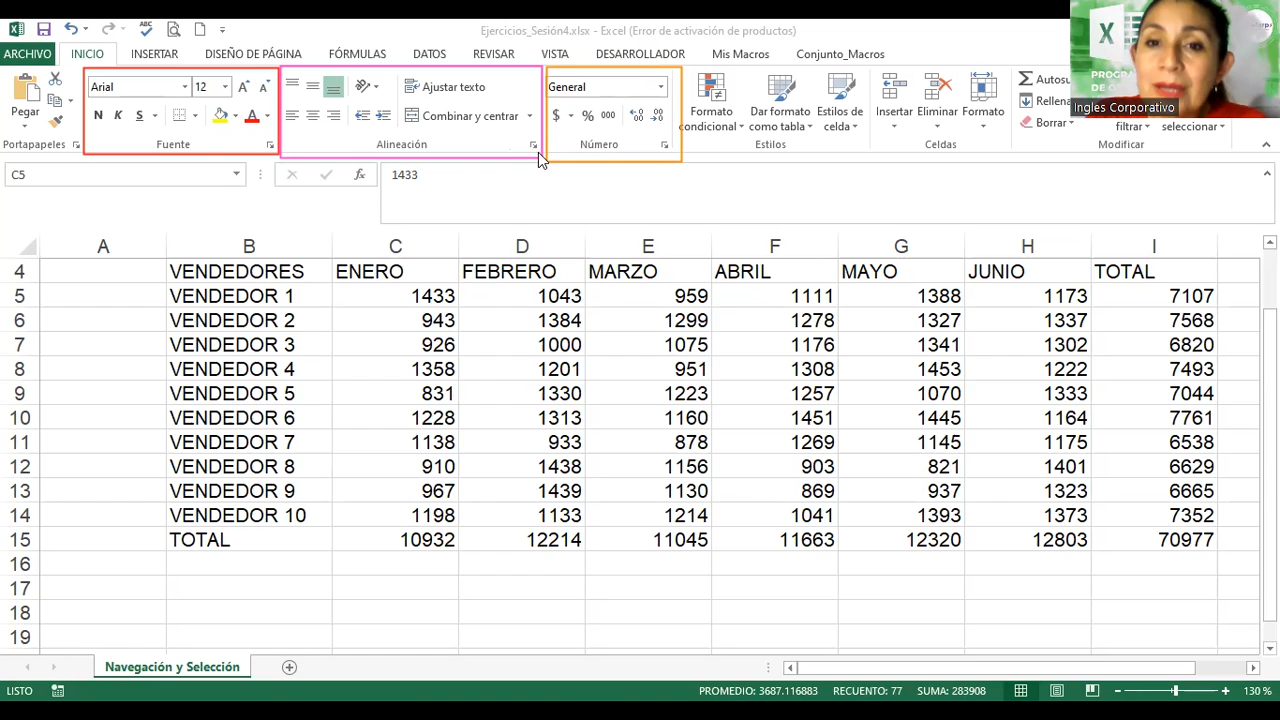 Ejercicios_Sesión4.xlsx - Excel (Error de activación de productos)
ARCHIVO INICIO INSERTAR DISEÑO DE PÁGINA FÓRMULAS DATOS REVISAR VISTA DESARROLLADOR Mis Macros Conjunto_Macros
Ingles Corporativo
Pegar
Portapapeles
Arial 12
N K S
Fuente
Ajustar texto
Combinar y centrar
Alineación
General
$ % 000
Número
Formato condicional
Dar formato como tabla
Estilos de celda
Estilos
Insertar Eliminar Formato
Celdas
Σ
Borrar
filtrar seleccionar
Modificar
C5 fx 1433
A B C D E F G H I
4 VENDEDORES ENERO FEBRERO MARZO ABRIL MAYO JUNIO TOTAL
5 VENDEDOR 1 1433 1043 959 1111 1388 1173 7107
6 VENDEDOR 2 943 1384 1299 1278 1327 1337 7568
7 VENDEDOR 3 926 1000 1075 1176 1341 1302 6820
8 VENDEDOR 4 1358 1201 951 1308 1453 1222 7493
9 VENDEDOR 5 831 1330 1223 1257 1070 1333 7044
10 VENDEDOR 6 1228 1313 1160 1451 1445 1164 7761
11 VENDEDOR 7 1138 933 878 1269 1145 1175 6538
12 VENDEDOR 8 910 1438 1156 903 821 1401 6629
13 VENDEDOR 9 967 1439 1130 869 937 1323 6665
14 VENDEDOR 10 1198 1133 1214 1041 1393 1373 7352
15 TOTAL 10932 12214 11045 11663 12320 12803 70977
16
17
18
19
Navegación y Selección
LISTO PROMEDIO: 3687.116883 RECUENTO: 77 SUMA: 283908 130 %